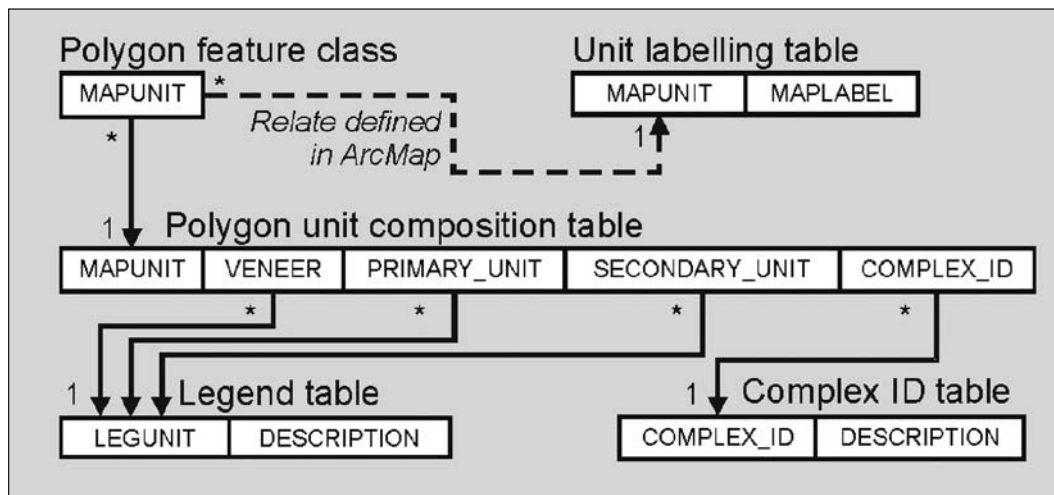 Polygon feature class
Unit labelling table
MAPUNIT
*
MAPUNIT MAPLABEL
*
Relate defined
in ArcMap
1
1
Polygon unit composition table
MAPUNIT VENEER PRIMARY_UNIT SECONDARY_UNIT COMPLEX_ID
* * * *
1 Legend table
1 Complex ID table
LEGUNIT DESCRIPTION
COMPLEX_ID DESCRIPTION